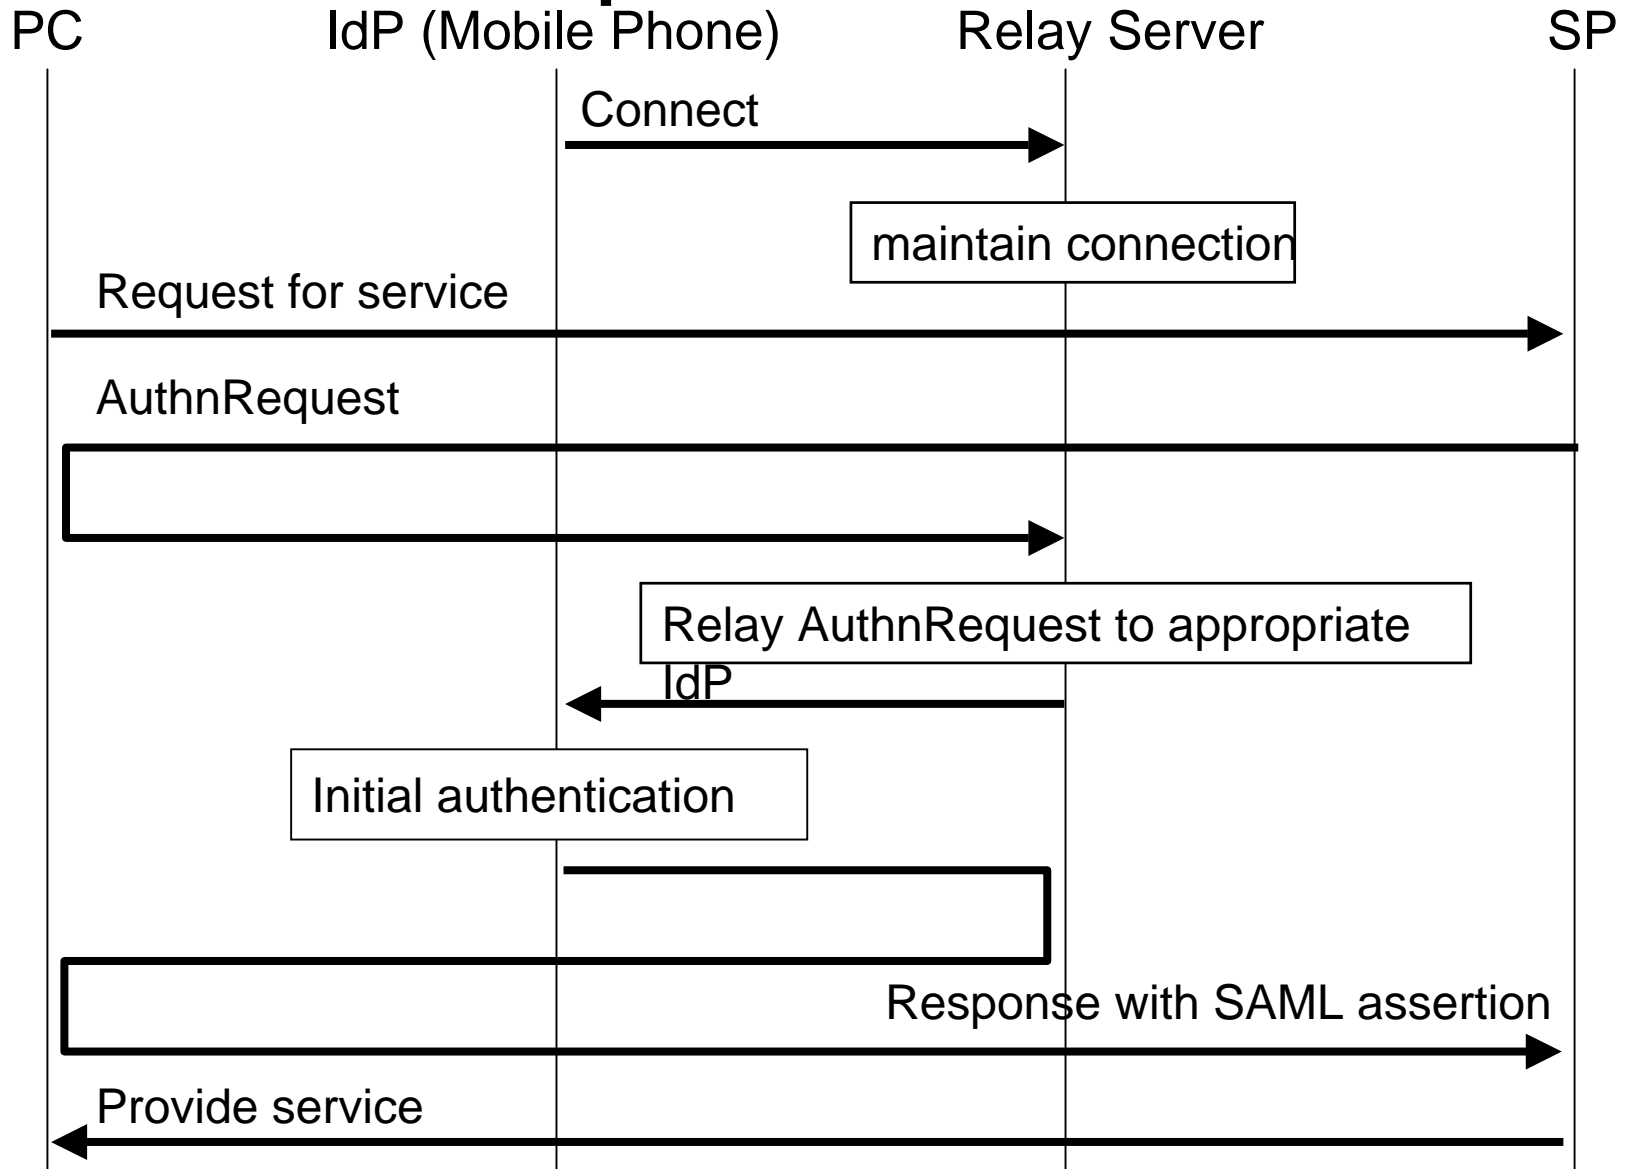 PC IdP (Mobile Phone) Relay Server SP
Connect
maintain connection
Request for service
AuthnRequest
Relay AuthnRequest to appropriate
IdP
Initial authentication
Response with SAML assertion
Provide service